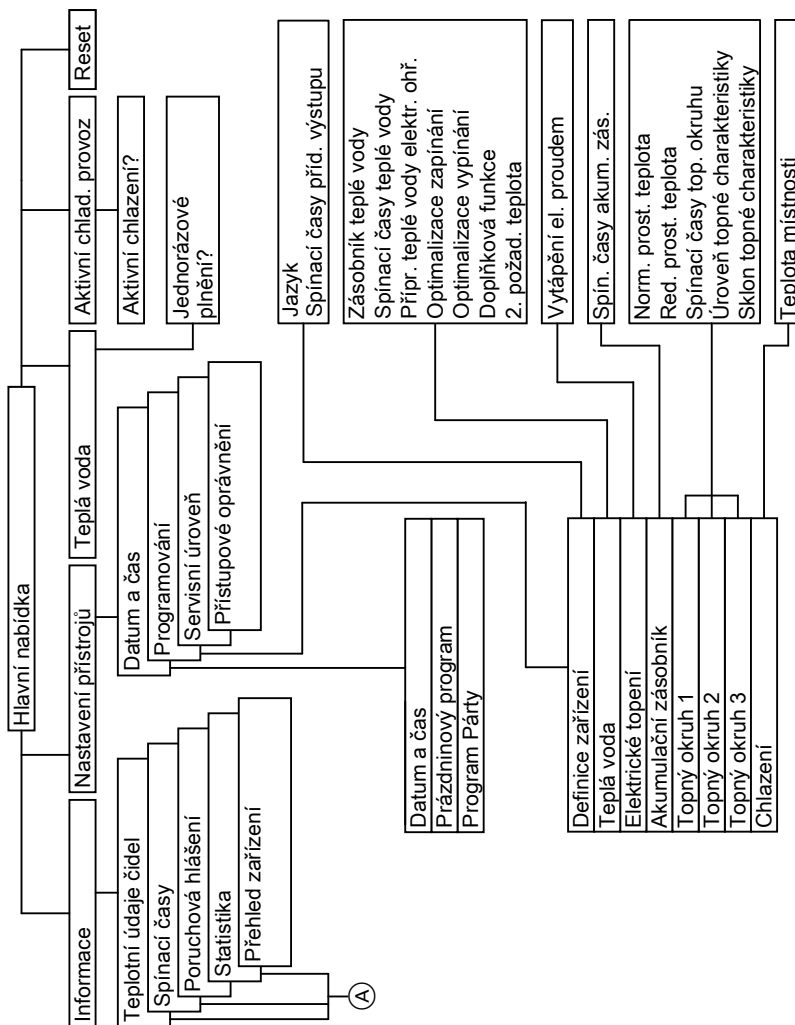 Hlavní nabídka
Informace
Nastavení přístrojů
Teplá voda
Aktivní chlad. provoz
Reset
Teplotní údaje čidel
Spínací časy
Poruchová hlášení
Statistika
Přehled zařízení
A
Datum a čas
Programování
Servisní úroveň
Přístupové oprávnění
Jednorázové
plnění?
Aktivní chlazení?
Datum a čas
Prázdninový program
Program Párty
Definice zařízení
Teplá voda
Elektrické topení
Akumulační zásobník
Topný okruh 1
Topný okruh 2
Topný okruh 3
Chlazení
Jazyk
Spínací časy příd. výstupu
Zásobník teplé vody
Spínací časy teplé vody
Přípr. teplé vody elektr. ohř.
Optimalizace zapínání
Optimalizace vypínání
Doplňková funkce
2. požad. teplota
Vytápění el. proudem
Spín. časy akum. zás.
Norm. prost. teplota
Red. prost. teplota
Spínací časy top. okruhu
Úroveň topné charakteristiky
Sklon topné charakteristiky
Teplota místnosti